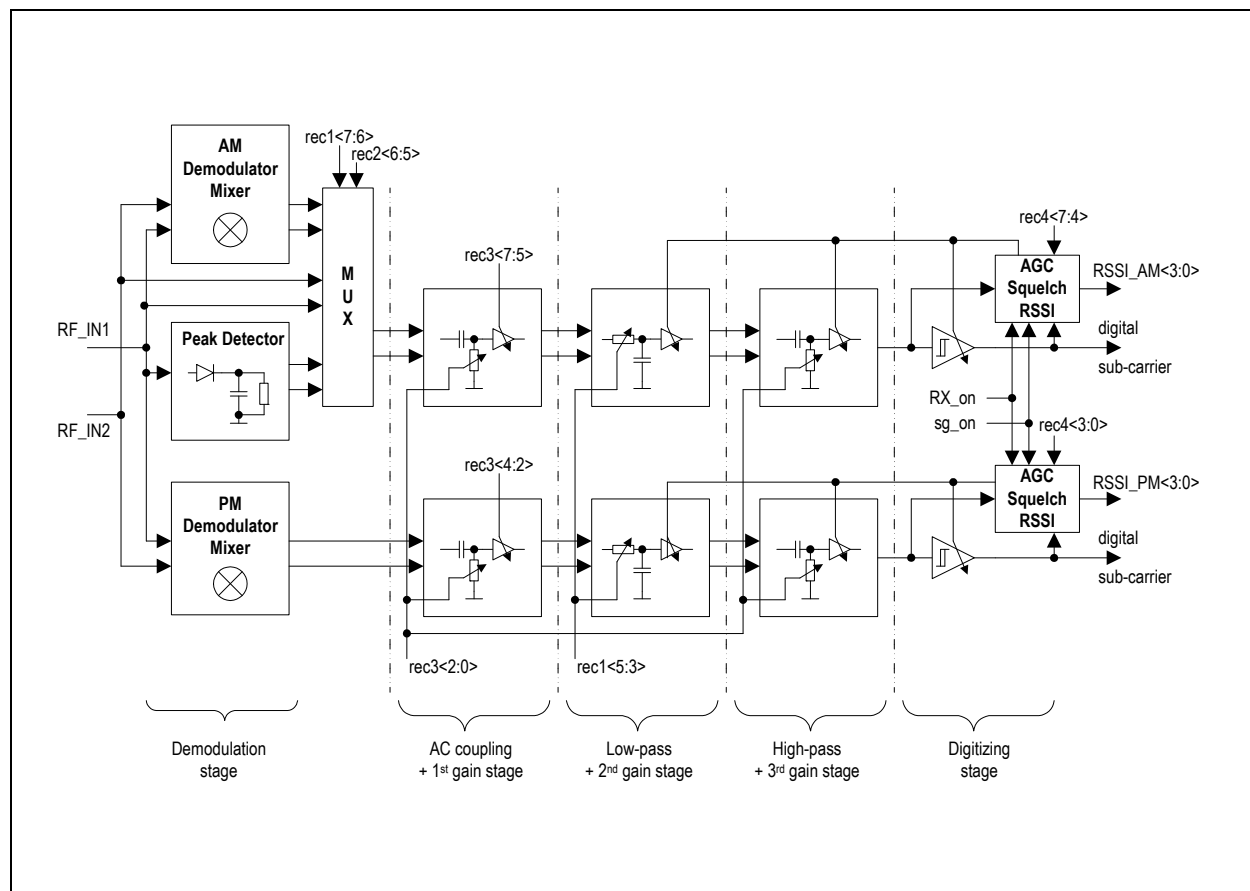 rec1<7:6>
rec2<6:5>
AM
Demodulator
Mixer
M
U
X
rec3<7:5>
rec4<7:4>
AGC
Squelch
RSSI
RSSI_AM<3:0>
RF_IN1
Peak Detector
digital
sub-carrier
RF_IN2
RX_on
sg_on
rec4<3:0>
rec3<4:2>
PM
Demodulator
Mixer
AGC
Squelch
RSSI
RSSI_PM<3:0>
digital
sub-carrier
rec3<2:0>
rec1<5:3>
Demodulation
stage
AC coupling
+ 1st gain stage
Low-pass
+ 2nd gain stage
High-pass
+ 3rd gain stage
Digitizing
stage